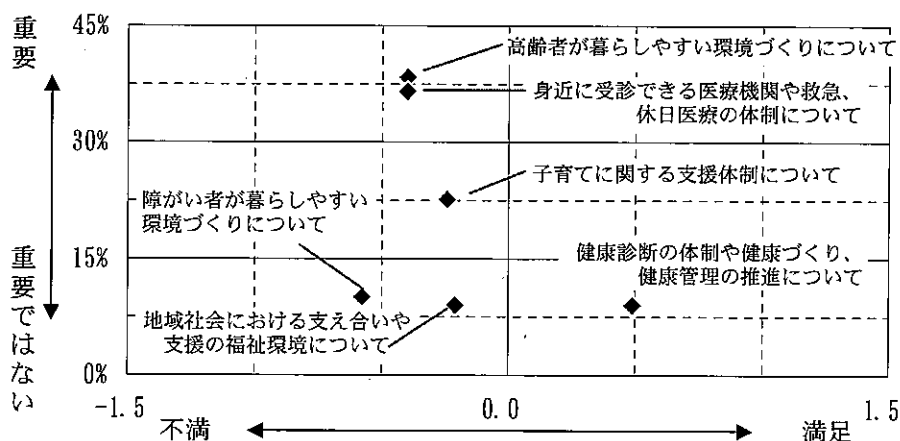 重要
45%
高齢者が暮らしやすい環境づくりについて
身近に受診できる医療機関や救急、
休日医療の体制について
30%
子育てに関する支援体制について
障がい者が暮らしやすい
環境づくりについて
15%
健康診断の体制や健康づくり、
健康管理の推進について
重要ではない
地域社会における支え合いや
支援の福祉環境について
0%
-1.5
0.0
1.5
不満
満足